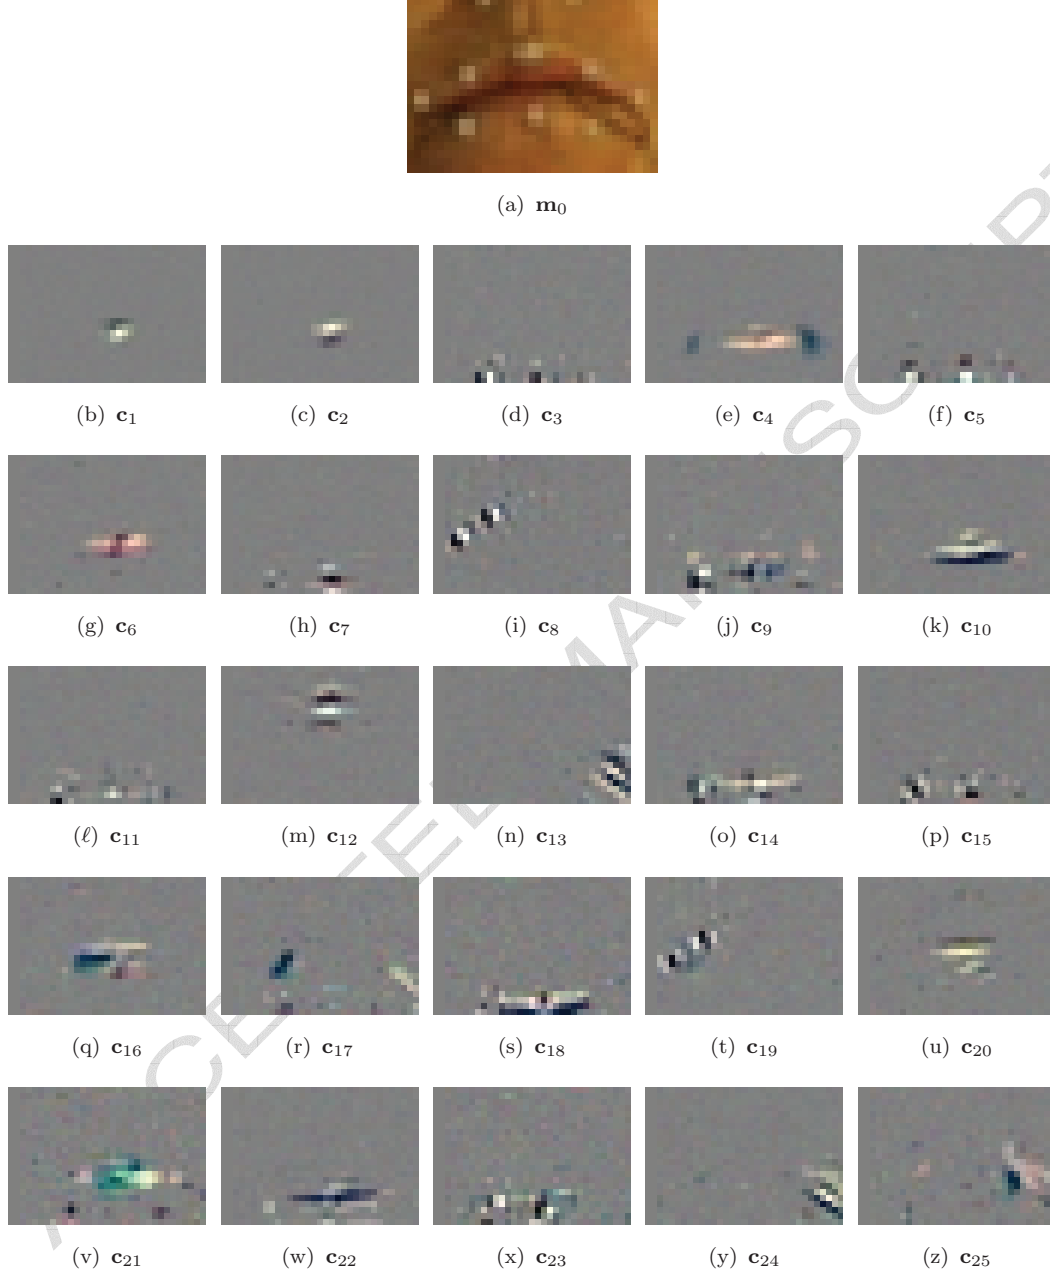 (a) m₀
(b) c₁ (c) c₂ (d) c₃ (e) c₄ (f) c₅
(g) c₆ (h) c₇ (i) c₈ (j) c₉ (k) c₁₀
(ℓ) c₁₁ (m) c₁₂ (n) c₁₃ (o) c₁₄ (p) c₁₅
(q) c₁₆ (r) c₁₇ (s) c₁₈ (t) c₁₉ (u) c₂₀
(v) c₂₁ (w) c₂₂ (x) c₂₃ (y) c₂₄ (z) c₂₅